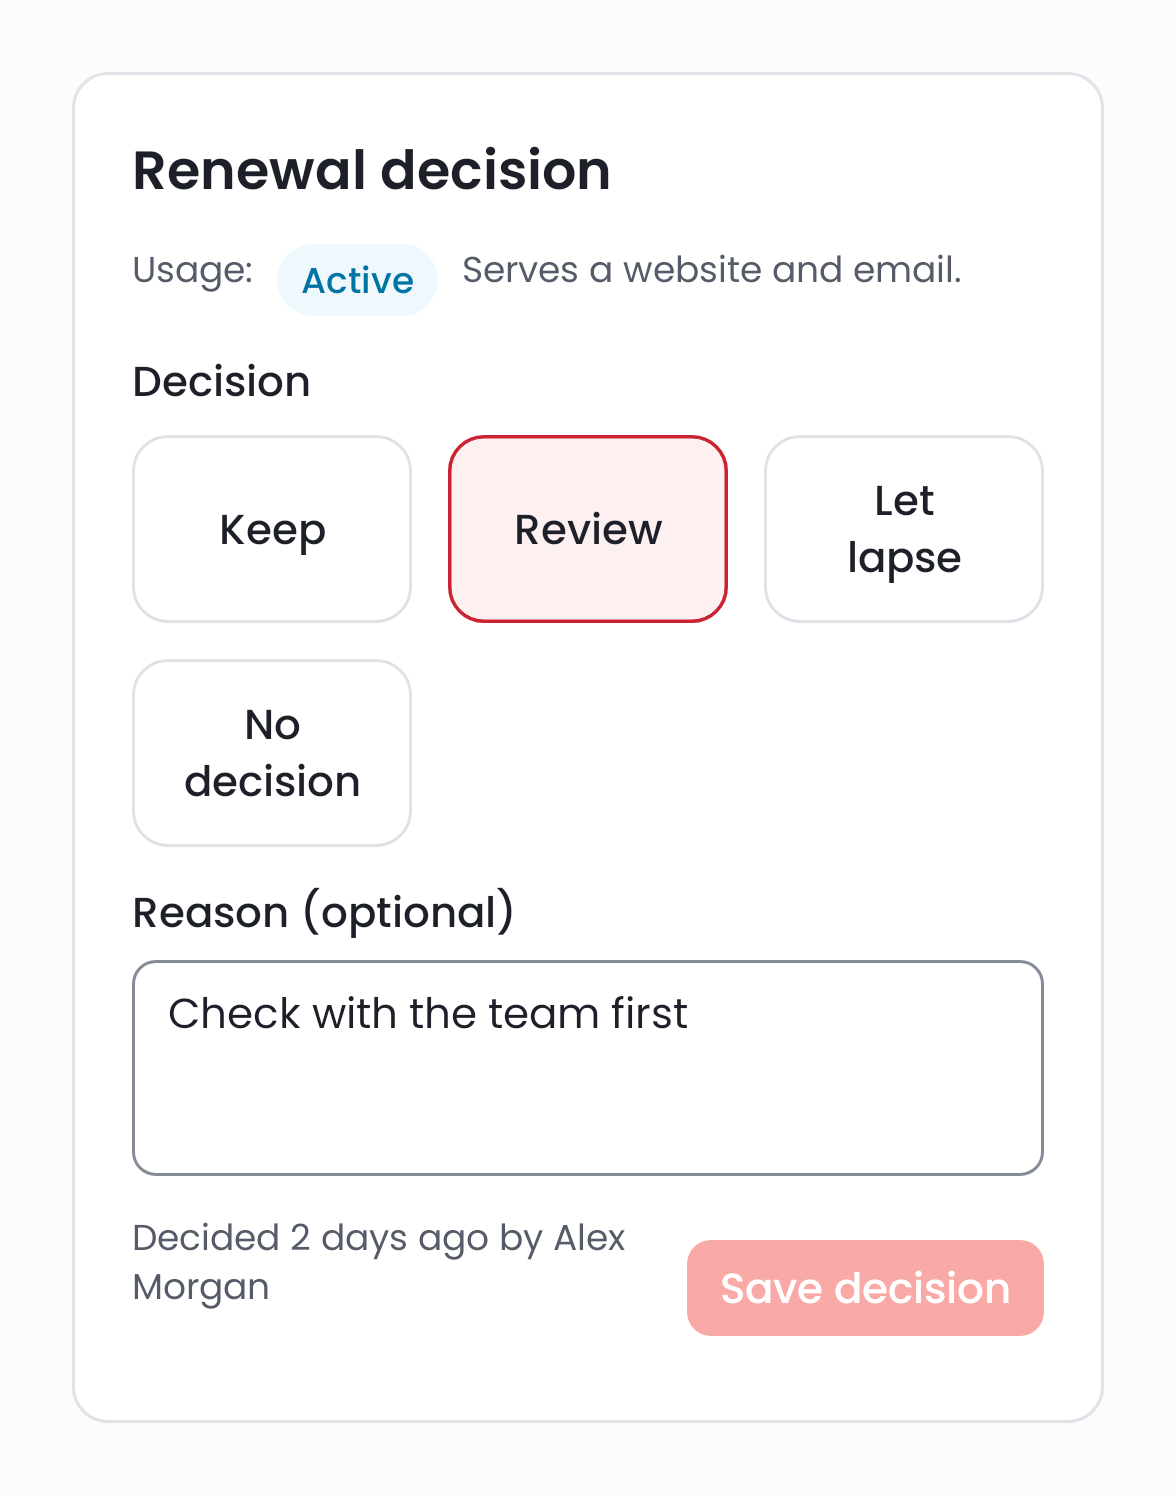 Renewal decision
Usage: Active Serves a website and email.
Decision
Keep
Review
Let
lapse
No
decision
Reason (optional)
Check with the team first
Decided 2 days ago by Alex
Morgan
Save decision